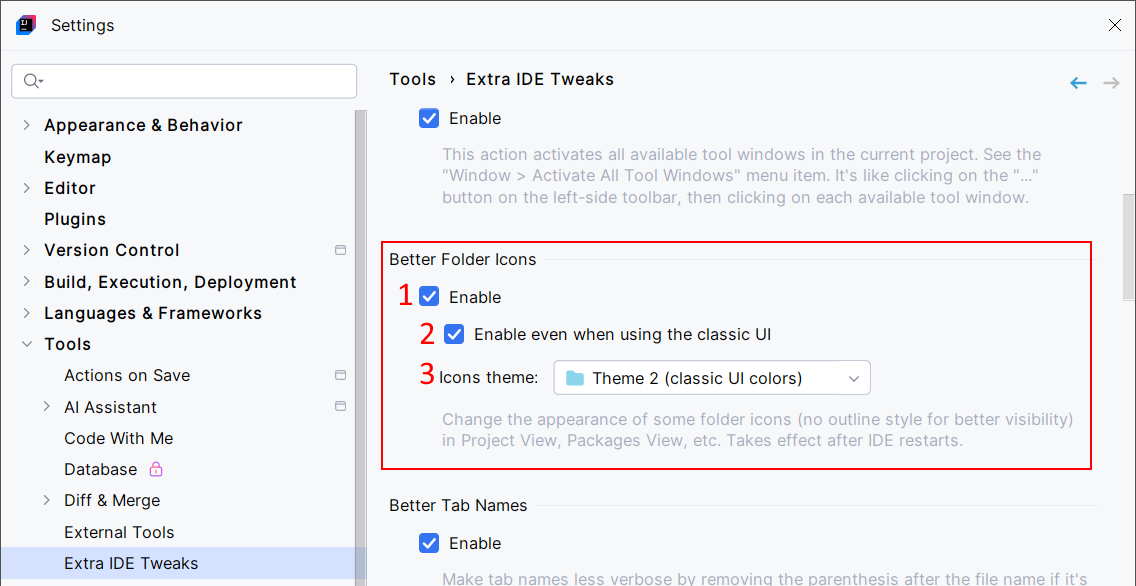 Settings
Tools › Extra IDE Tweaks
Appearance & Behavior
Keymap
Editor
Plugins
Version Control
Build, Execution, Deployment
Languages & Frameworks
Tools
Actions on Save
AI Assistant
Code With Me
Database
Diff & Merge
External Tools
Extra IDE Tweaks
Enable
This action activates all available tool windows in the current project. See the
"Window > Activate All Tool Windows" menu item. It's like clicking on the "..."
button on the left-side toolbar, then clicking on each available tool window.
Better Folder Icons
1 Enable
2 Enable even when using the classic UI
3 Icons theme: Theme 2 (classic UI colors)
Change the appearance of some folder icons (no outline style for better visibility)
in Project View, Packages View, etc. Takes effect after IDE restarts.
Better Tab Names
Enable
Make tab names less verbose by removing the parenthesis after the file name if it's